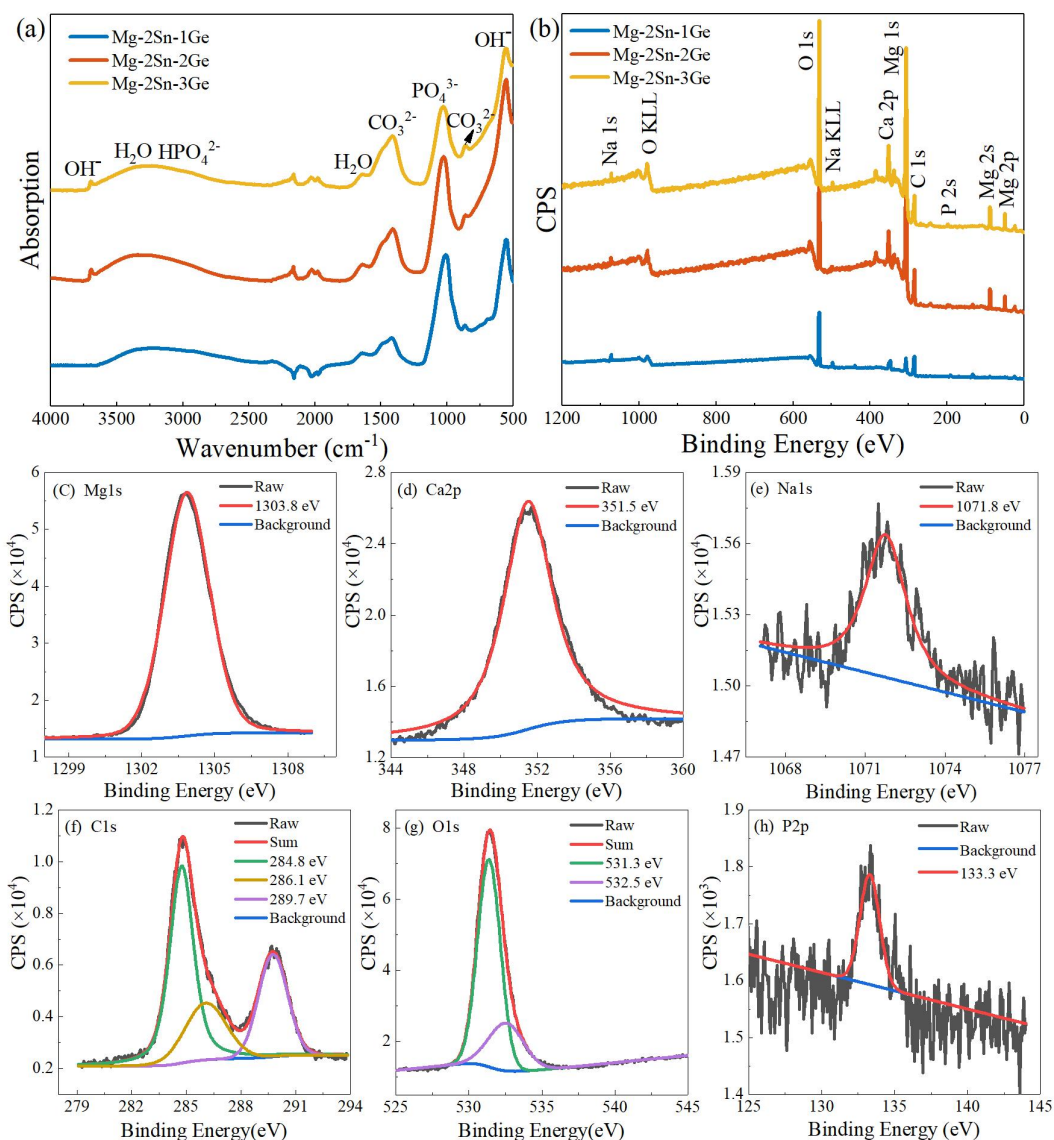 (a)
Mg-2Sn-1Ge
Mg-2Sn-2Ge
Mg-2Sn-3Ge
OH⁻
H₂O HPO₄²⁻
H₂O
CO₃²⁻
PO₄³⁻
CO₃²⁻
OH⁻
Absorption
4000 3500 3000 2500 2000 1500 1000 500
Wavenumber (cm⁻¹)
(b)
Mg-2Sn-1Ge
Mg-2Sn-2Ge
Mg-2Sn-3Ge
Na 1s
O KLL
O 1s
Na KLL
Ca 2p
Mg 1s
C 1s
P 2s
Mg 2s
Mg 2p
CPS
1200 1000 800 600 400 200 0
Binding Energy (eV)
(C) Mg1s
Raw
1303.8 eV
Background
CPS (×10⁴)
6
5
4
3
2
1
1299 1302 1305 1308
Binding Energy (eV)
(d) Ca2p
Raw
351.5 eV
Background
CPS (×10⁴)
3.0
2.6
2.2
1.8
1.4
1.2
344 348 352 356 360
Binding Energy (eV)
(e) Na1s
Raw
1071.8 eV
Background
CPS (×10⁴)
1.59
1.56
1.53
1.50
1.47
1068 1071 1074 1077
Binding Energy (eV)
(f) C1s
Raw
Sum
284.8 eV
286.1 eV
289.7 eV
Background
CPS (×10⁴)
1.2
1.0
0.8
0.6
0.4
0.2
279 282 285 288 291 294
Binding Energy(eV)
(g) O1s
Raw
Sum
531.3 eV
532.5 eV
Background
CPS (×10⁴)
8
6
4
2
525 530 535 540 545
Binding Energy(eV)
(h) P2p
Raw
Background
133.3 eV
CPS (×10³)
1.9
1.8
1.7
1.6
1.5
1.4
125 130 135 140 145
Binding Energy(eV)